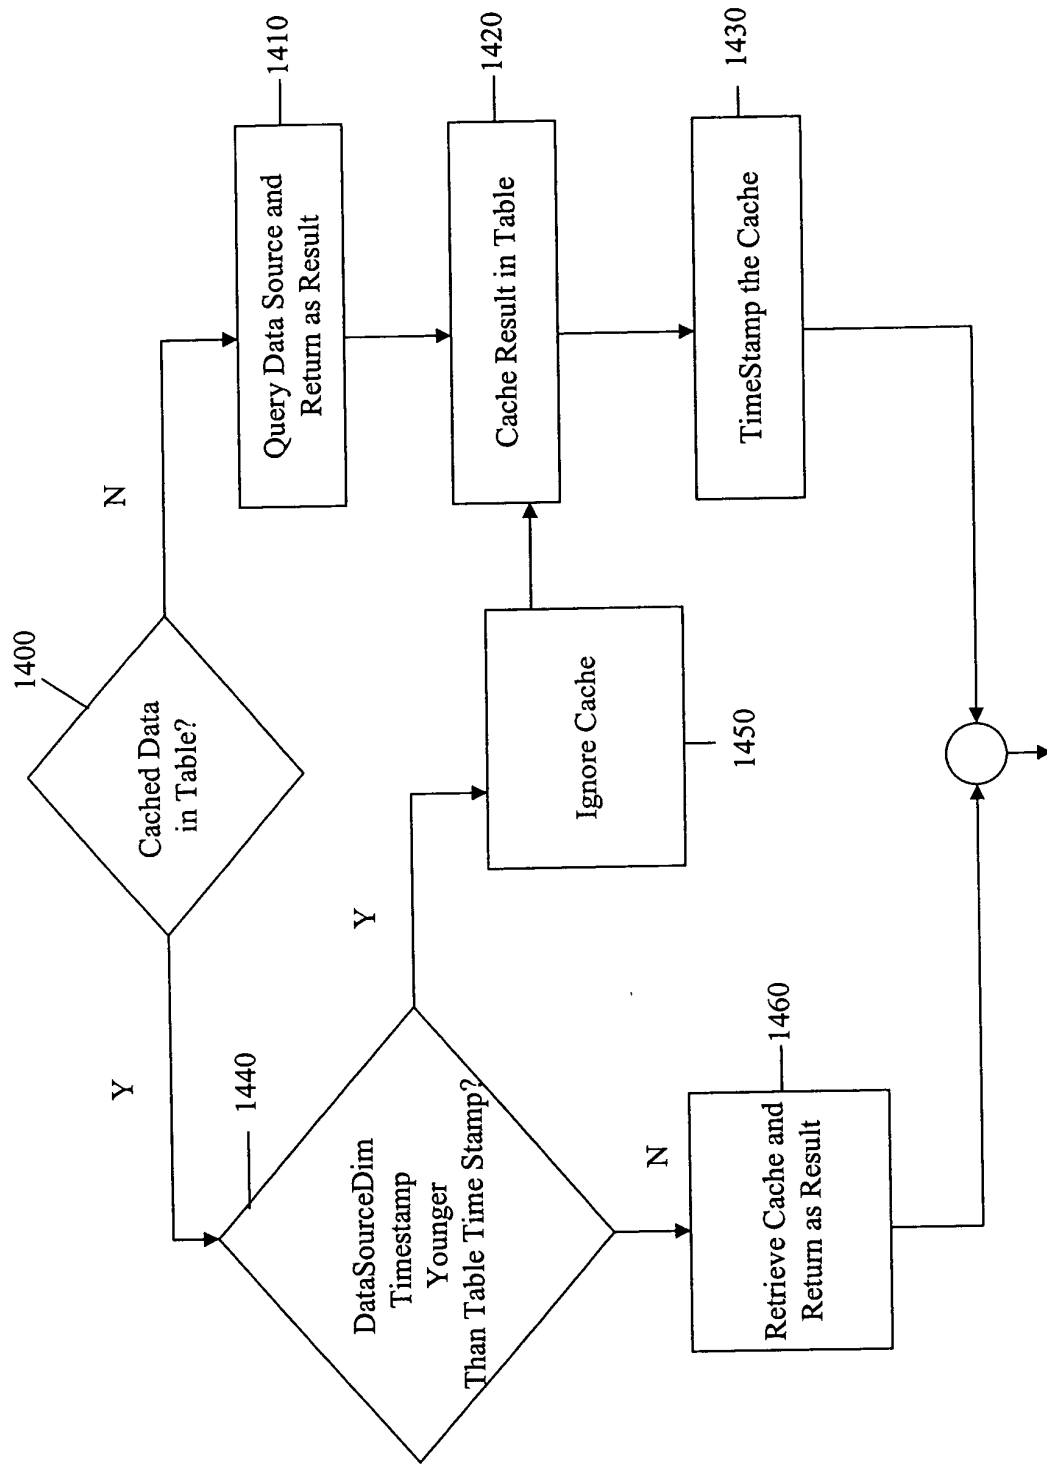 1400
Cached Data
in Table?
N
Y
1410
Query Data Source and
Return as Result
1420
Cache Result in Table
1430
TimeStamp the Cache
1440
DataSourceDim
Timestamp
Younger
Than Table Time Stamp?
Y
Ignore Cache
1450
N
1460
Retrieve Cache and
Return as Result